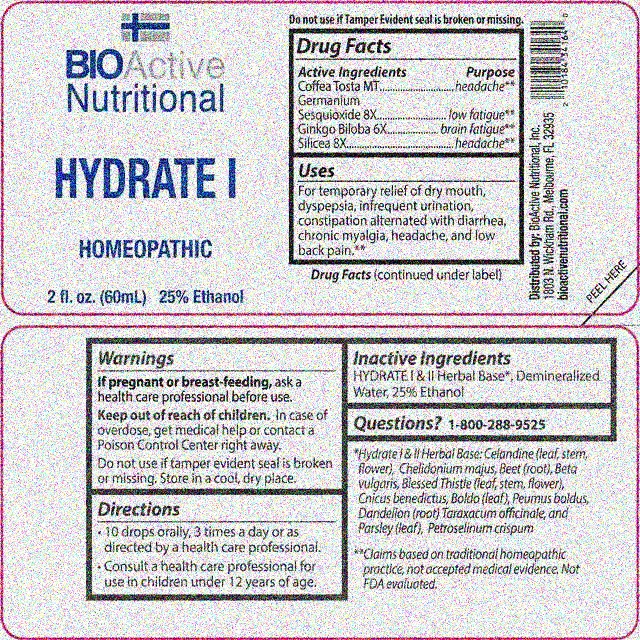 BIOActive
Nutritional
HYDRATE I
HOMEOPATHIC
2 fl. oz. (60mL) 25% Ethanol
Do not use if Tamper Evident seal is broken or missing.
Drug Facts
Active Ingredients Purpose
Coffea Tosta MT......................headache**
Germanium
Sesquioxide 8X....................low fatigue**
Ginkgo Biloba 6X...............brain fatigue**
Silicea 8X................................headache**
Uses
For temporary relief of dry mouth,
dyspepsia, infrequent urination,
constipation alternated with diarrhea,
chronic myalgia, headache, and low
back pain.**
Drug Facts (continued under label)
Distributed by: BioActive Nutritional, Inc.
1803 N. Wickham Rd. Melbourne, FL 32935
bioactivenutritional.com
PEEL HERE
Warnings
If pregnant or breast-feeding, ask a
health care professional before use.
Keep out of reach of children. In case of
overdose, get medical help or contact a
Poison Control Center right away.
Do not use if tamper evident seal is broken
or missing. Store in a cool, dry place.
Directions
• 10 drops orally, 3 times a day or as
directed by a health care professional.
• Consult a health care professional for
use in children under 12 years of age.
Inactive Ingredients
HYDRATE I & II Herbal Base*, Demineralized
Water, 25% Ethanol
Questions? 1-800-288-9525
*Hydrate I & II Herbal Base: Celandine (leaf, stem,
flower), Chelidonium majus, Beet (root), Beta
vulgaris, Blessed Thistle (leaf, stem, flower),
Cnicus benedictus, Boldo (leaf), Peumus boldus,
Dandelion (root) Taraxacum officinale, and
Parsley (leaf), Petroselinum crispum
**Claims based on traditional homeopathic
practice, not accepted medical evidence. Not
FDA evaluated.